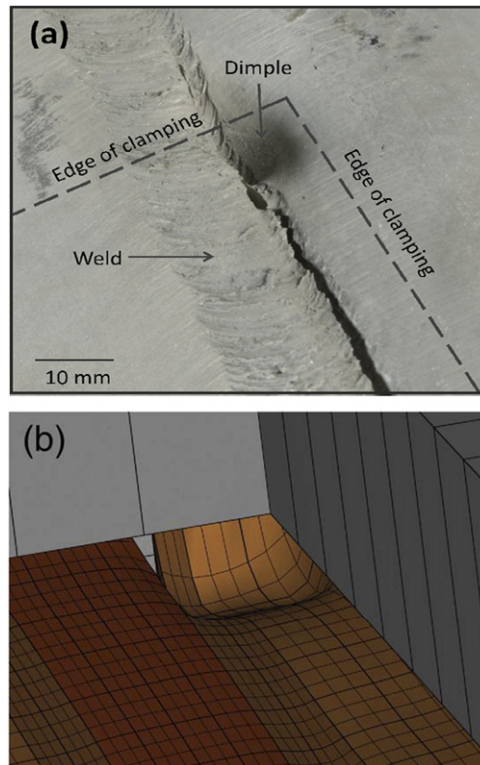 (a)
Dimple
Edge of clamping
Edge of clamping
Weld
10 mm
(b)